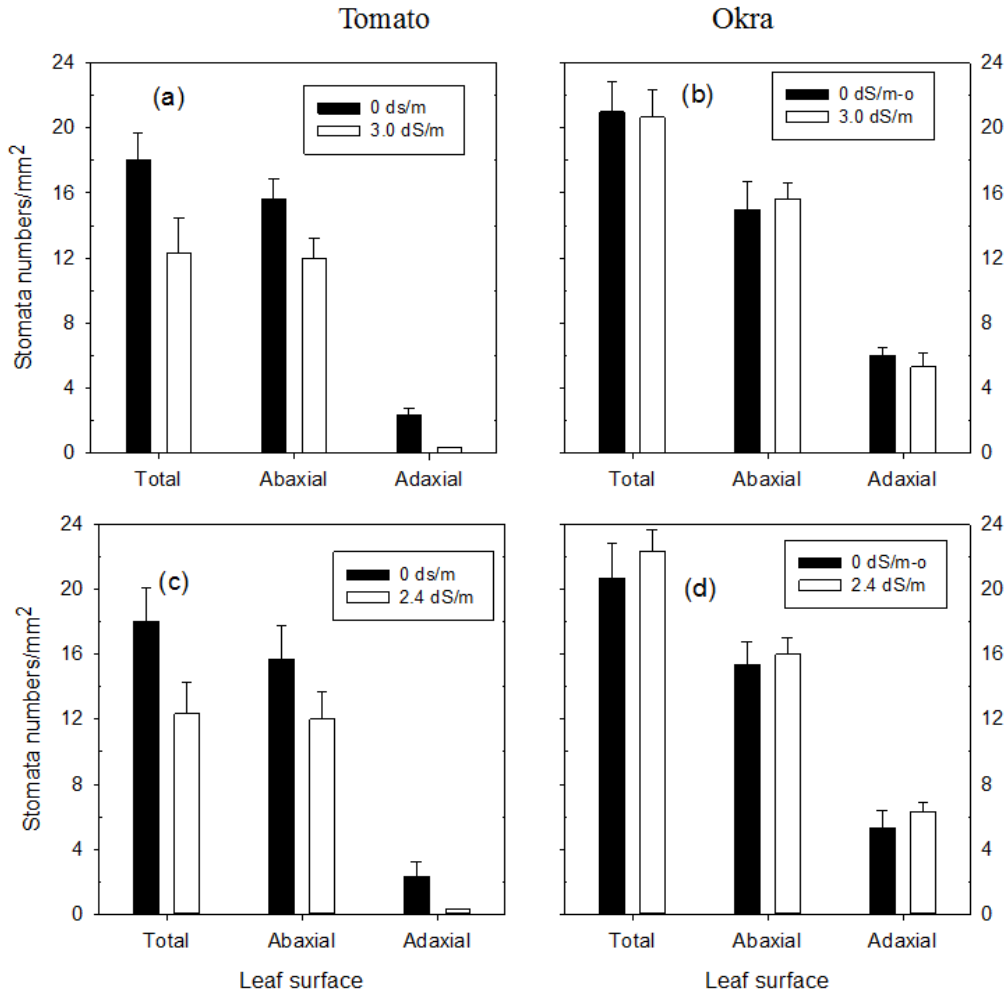 Tomato
Okra
(a)
0 ds/m
3.0 dS/m
24
20
16
12
8
4
0
Stomata numbers/mm²
Total Abaxial Adaxial
(b)
0 dS/m-o
3.0 dS/m
24
20
16
12
8
4
0
Total Abaxial Adaxial
(c)
0 ds/m
2.4 dS/m
24
20
16
12
8
4
0
Stomata numbers/mm²
Total Abaxial Adaxial
Leaf surface
(d)
0 dS/m-o
2.4 dS/m
24
20
16
12
8
4
0
Total Abaxial Adaxial
Leaf surface